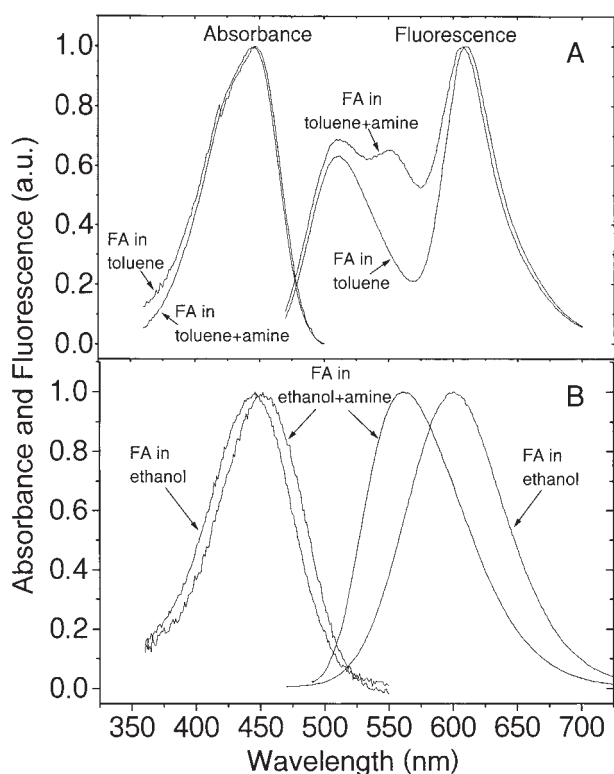 Absorbance
Fluorescence
A
FA in
toluene+amine
FA in
toluene
FA in
toluene
FA in
toluene+amine
1.0
0.8
0.6
0.4
0.2
0.0
B
FA in
ethanol+amine
FA in
ethanol
FA in
ethanol
1.0
0.8
0.6
0.4
0.2
0.0
350 400 450 500 550 600 650 700
Wavelength (nm)
Absorbance and Fluorescence (a.u.)